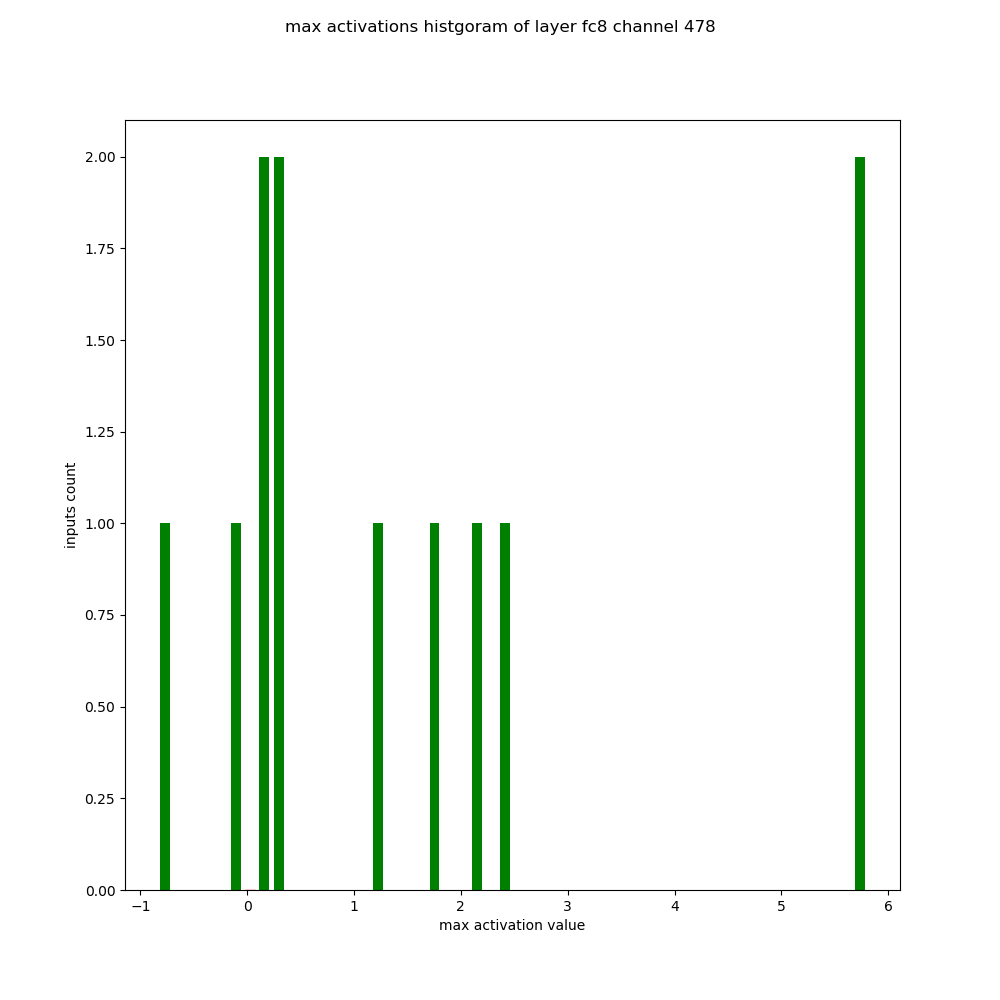 max activations histgoram of layer fc8 channel 478
2.00
1.75
1.50
1.25
1.00
0.75
0.50
0.25
0.00
inputs count
−1 0 1 2 3 4 5 6
max activation value